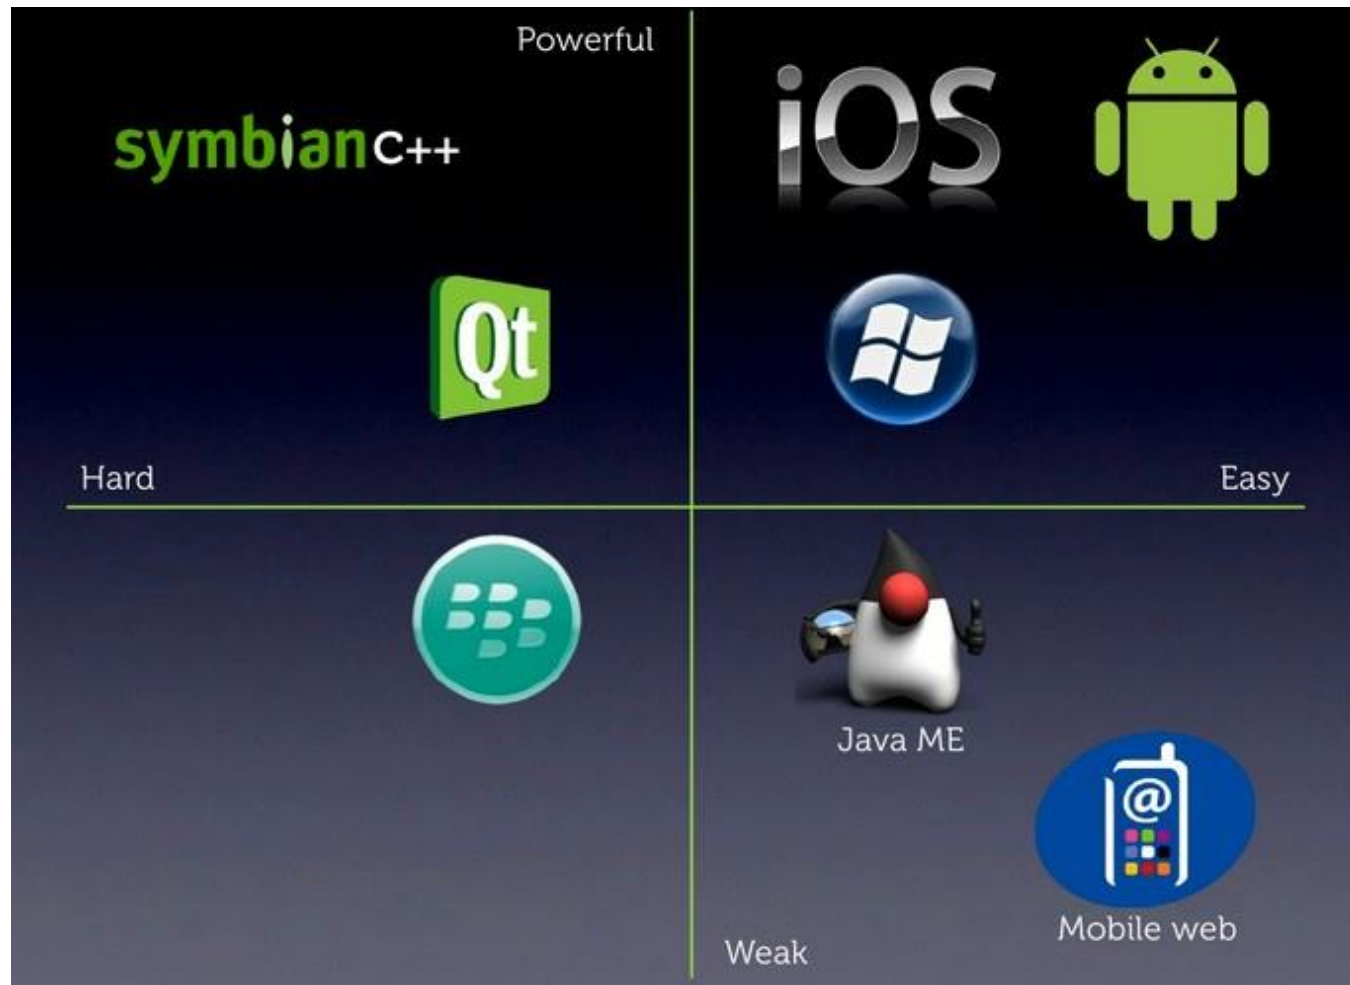 Powerful
iOS
symbian C++
Qt
Hard
Easy
Java ME
@
Mobile web
Weak